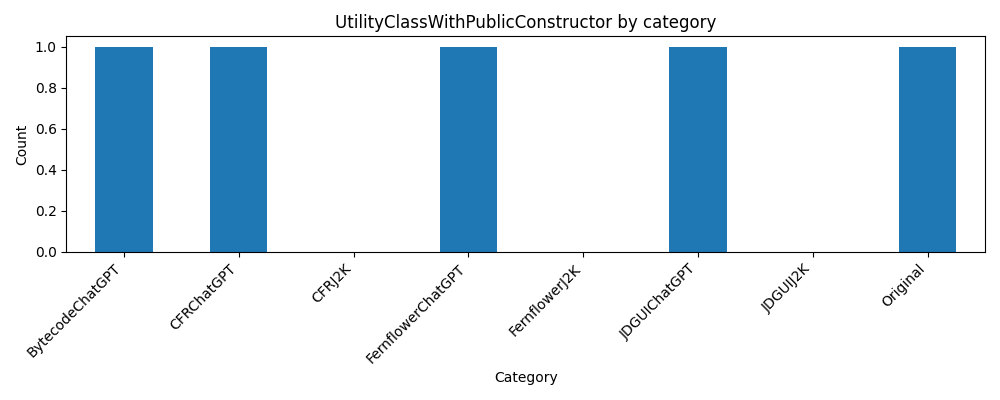 UtilityClassWithPublicConstructor by category
Count
1.0
0.8
0.6
0.4
0.2
0.0
BytecodeChatGPT
CFRChatGPT
CFRJ2K
FernflowerChatGPT
FernflowerJ2K
JDGUIChatGPT
JDGUIJ2K
Original
Category